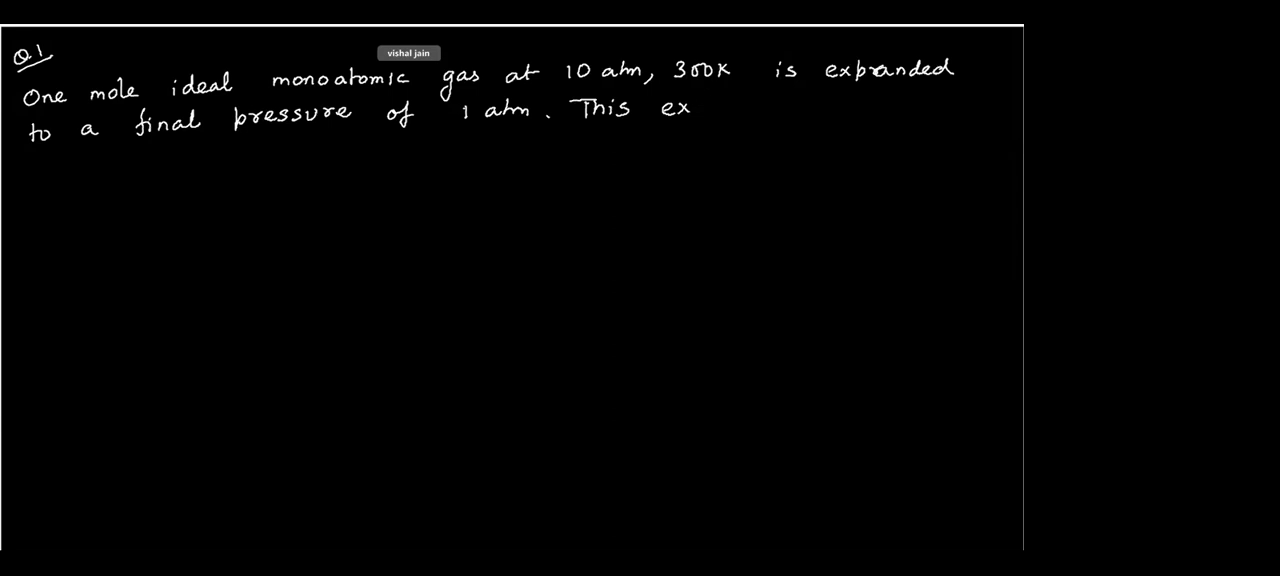 Q1
vishal jain
One mole ideal monoatomic gas at 10 atm, 300K is expanded
to a final pressure of 1 atm. This ex